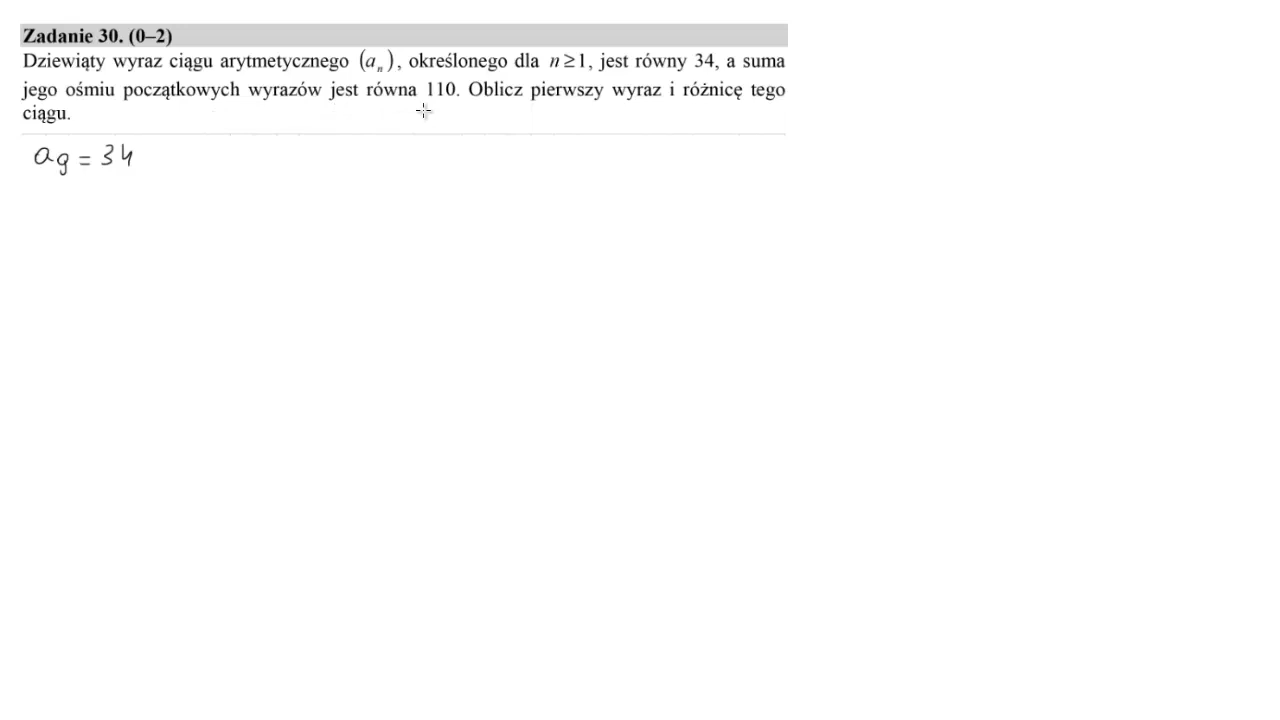 Zadanie 30. (0–2)
Dziewiąty wyraz ciągu arytmetycznego (aₙ), określonego dla n≥1, jest równy 34, a suma
jego ośmiu początkowych wyrazów jest równa 110. Oblicz pierwszy wyraz i różnicę tego
ciągu.
a₉ = 34